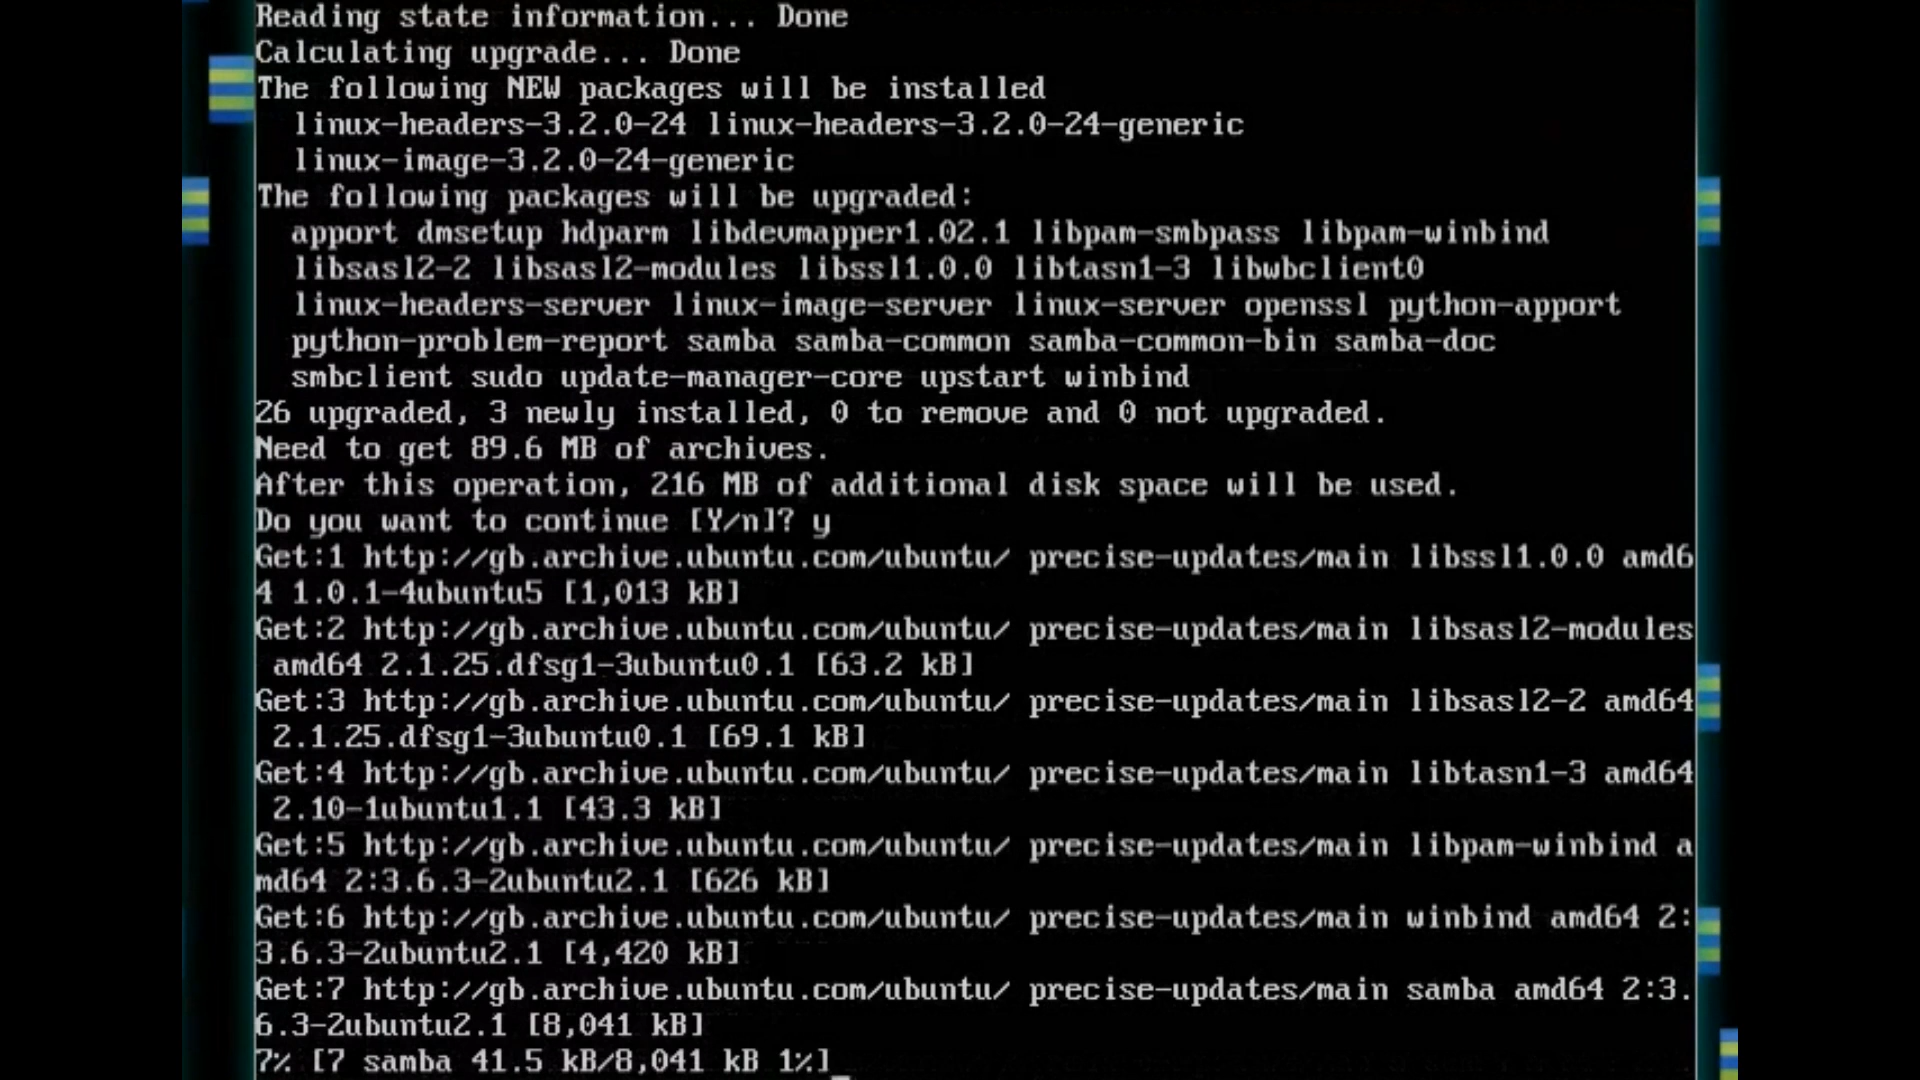 Reading state information... Done
Calculating upgrade... Done
The following NEW packages will be installed
linux-headers-3.2.0-24 linux-headers-3.2.0-24-generic
linux-image-3.2.0-24-generic
The following packages will be upgraded:
apport dmsetup hdparm libdevmapper1.02.1 libpam-smbpass libpam-winbind
libsasl2-2 libsasl2-modules libssl1.0.0 libtasn1-3 libwbclient0
linux-headers-server linux-image-server linux-server openssl python-apport
python-problem-report samba samba-common samba-common-bin samba-doc
smbclient sudo update-manager-core upstart winbind
26 upgraded, 3 newly installed, 0 to remove and 0 not upgraded.
Need to get 89.6 MB of archives.
After this operation, 216 MB of additional disk space will be used.
Do you want to continue [Y/n]? y
Get:1 http://gb.archive.ubuntu.com/ubuntu/ precise-updates/main libssl1.0.0 amd6
4 1.0.1-4ubuntu5 [1,013 kB]
Get:2 http://gb.archive.ubuntu.com/ubuntu/ precise-updates/main libsasl2-modules
amd64 2.1.25.dfsg1-3ubuntu0.1 [63.2 kB]
Get:3 http://gb.archive.ubuntu.com/ubuntu/ precise-updates/main libsasl2-2 amd64
2.1.25.dfsg1-3ubuntu0.1 [69.1 kB]
Get:4 http://gb.archive.ubuntu.com/ubuntu/ precise-updates/main libtasn1-3 amd64
2.10-1ubuntu1.1 [43.3 kB]
Get:5 http://gb.archive.ubuntu.com/ubuntu/ precise-updates/main libpam-winbind a
md64 2:3.6.3-2ubuntu2.1 [626 kB]
Get:6 http://gb.archive.ubuntu.com/ubuntu/ precise-updates/main winbind amd64 2:
3.6.3-2ubuntu2.1 [4,420 kB]
Get:7 http://gb.archive.ubuntu.com/ubuntu/ precise-updates/main samba amd64 2:3.
6.3-2ubuntu2.1 [8,041 kB]
7% [7 samba 41.5 kB/8,041 kB 1%]